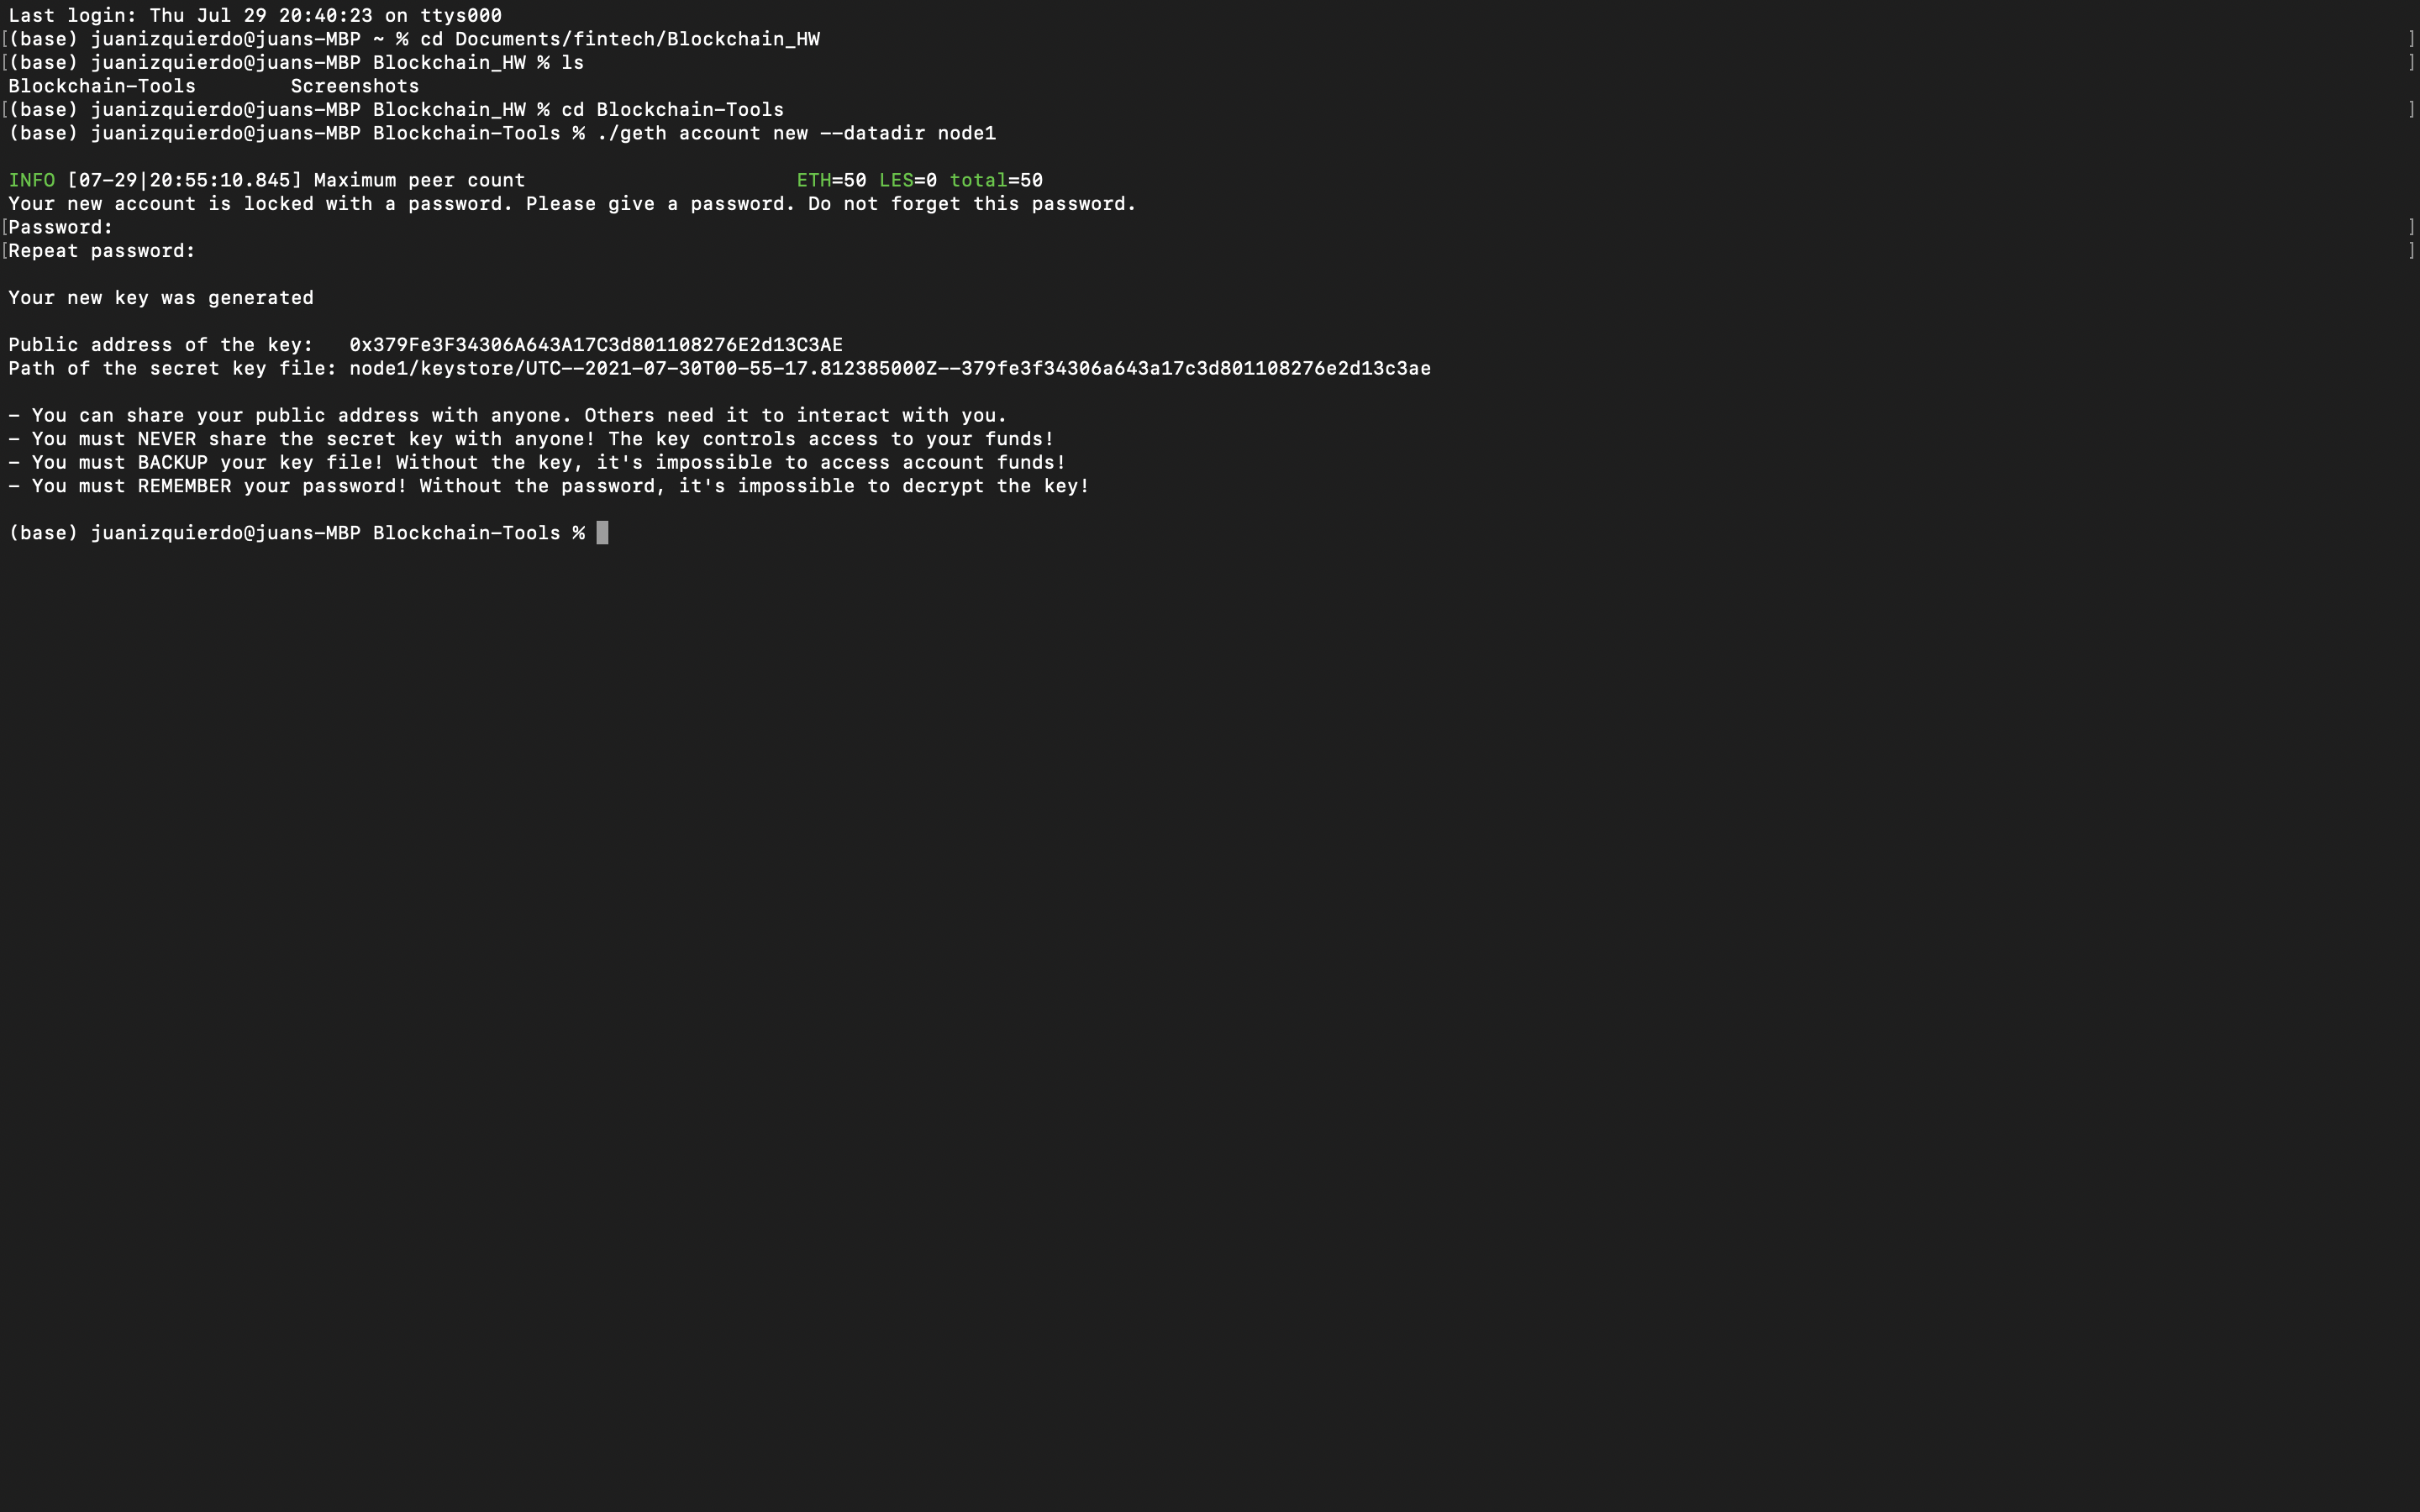 Last login: Thu Jul 29 20:40:23 on ttys000
[(base) juanizquierdo@juans-MBP ~ % cd Documents/fintech/Blockchain_HW ]
[(base) juanizquierdo@juans-MBP Blockchain_HW % ls ]
Blockchain-Tools        Screenshots
[(base) juanizquierdo@juans-MBP Blockchain_HW % cd Blockchain-Tools ]
(base) juanizquierdo@juans-MBP Blockchain-Tools % ./geth account new --datadir node1
INFO [07-29|20:55:10.845] Maximum peer count                       ETH=50 LES=0 total=50
Your new account is locked with a password. Please give a password. Do not forget this password.
[Password: ]
[Repeat password: ]
Your new key was generated
Public address of the key:   0x379Fe3F34306A643A17C3d801108276E2d13C3AE
Path of the secret key file: node1/keystore/UTC--2021-07-30T00-55-17.812385000Z--379fe3f34306a643a17c3d801108276e2d13c3ae
- You can share your public address with anyone. Others need it to interact with you.
- You must NEVER share the secret key with anyone! The key controls access to your funds!
- You must BACKUP your key file! Without the key, it's impossible to access account funds!
- You must REMEMBER your password! Without the password, it's impossible to decrypt the key!
(base) juanizquierdo@juans-MBP Blockchain-Tools %